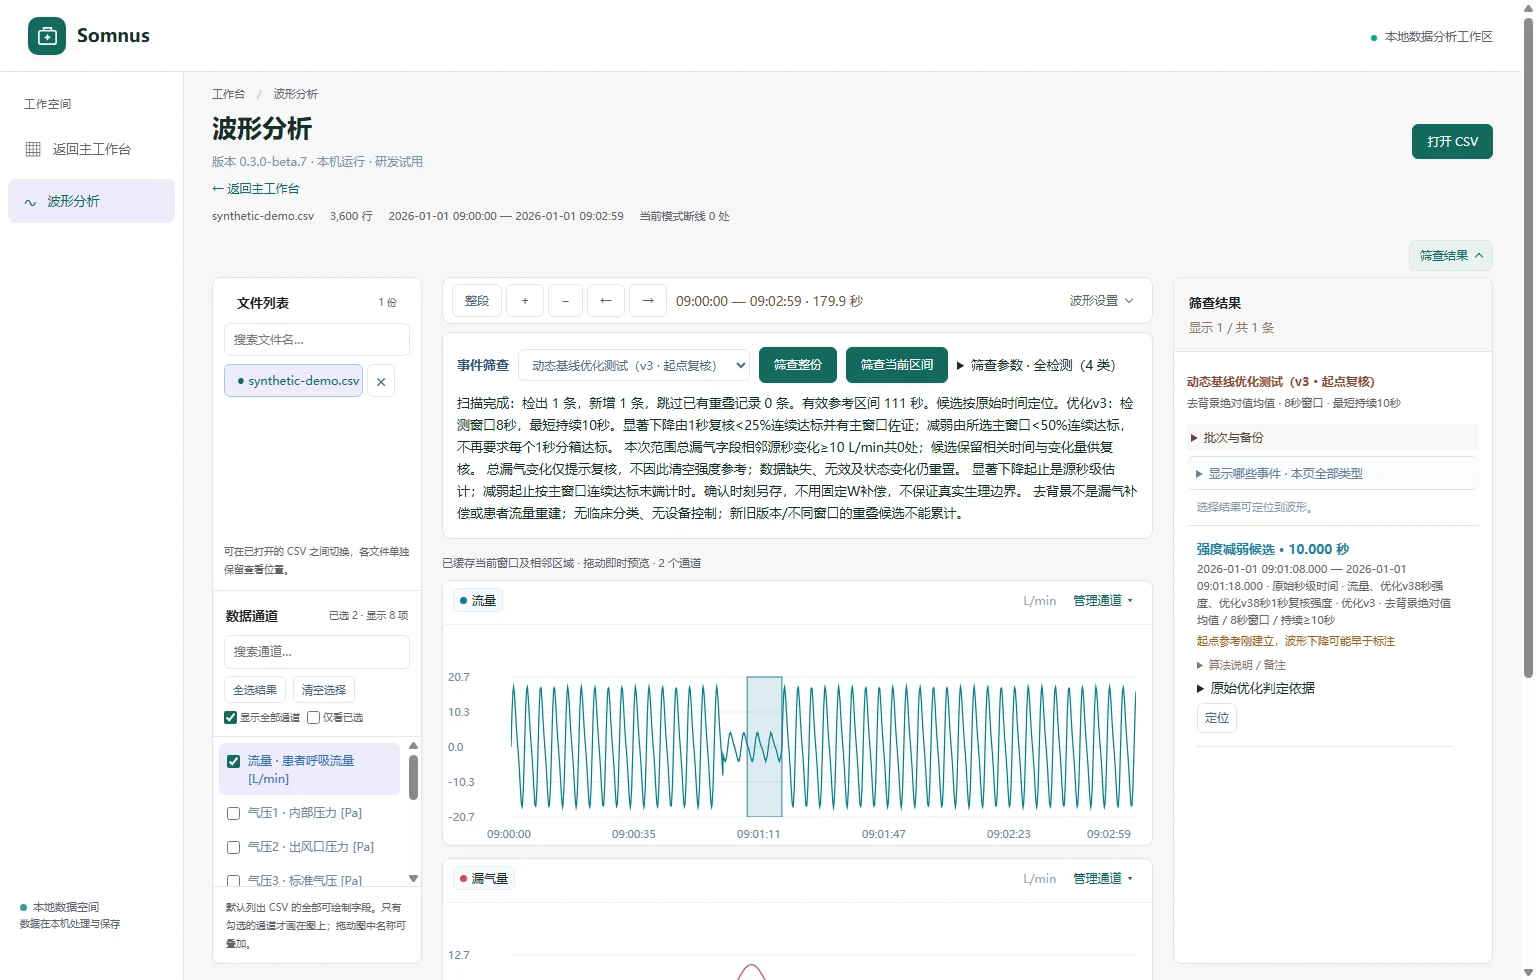 Somnus
本地数据分析工作区
工作空间
返回主工作台
波形分析
工作台 / 波形分析
波形分析
版本 0.3.0-beta.7 · 本机运行 · 研发试用
← 返回主工作台
synthetic-demo.csv 3,600 行 2026-01-01 09:00:00 — 2026-01-01 09:02:59 当前模式断线 0 处
打开 CSV
筛查结果
文件列表 1 份
搜索文件名...
synthetic-demo.csv ×
可在已打开的 CSV 之间切换，各文件单独
保留查看位置。
数据通道 已选 2 · 显示 8 项
搜索通道...
全选结果 清空选择
显示全部通道 仅看已选
流量 · 患者呼吸流量
[L/min]
气压1 · 内部压力 [Pa]
气压2 · 出风口压力 [Pa]
气压3 · 标准气压 [Pa]
默认列出 CSV 的全部可绘制字段。只有
勾选的通道才画在图上；拖动图中名称可
叠加。
本地数据空间
数据在本机处理与保存
整段 + − ← → 09:00:00 — 09:02:59 · 179.9 秒 波形设置
事件筛查 动态基线优化测试（v3 · 起点复核） 筛查整份 筛查当前区间 ▶ 筛查参数 · 全检测（4 类）
扫描完成：检出 1 条，新增 1 条，跳过已有重叠记录 0 条。有效参考区间 111 秒。候选按原始时间定位。优化v3：检
测窗口8秒，最短持续10秒。显著下降由1秒复核<25%连续达标并有主窗口佐证；减弱由所选主窗口<50%连续达标，
不再要求每个1秒分箱达标。 本次范围总漏气字段相邻源秒变化≥10 L/min共0处；候选保留相关时间与变化量供复
核。 总漏气变化仅提示复核，不因此清空强度参考；数据缺失、无效及状态变化仍重置。 显著下降起止是源秒级估
计；减弱起止按主窗口连续达标末端计时。确认时刻另存，不用固定W补偿，不保证真实生理边界。 去背景不是漏气补
偿或患者流量重建；无临床分类、无设备控制；新旧版本/不同窗口的重叠候选不能累计。
已缓存当前窗口及相邻区域 · 拖动即时预览 · 2 个通道
流量 L/min 管理通道
20.7
10.3
0.0
-10.3
-20.7
09:00:00 09:00:35 09:01:11 09:01:47 09:02:23 09:02:59
漏气量 L/min 管理通道
12.7
筛查结果
显示 1 / 共 1 条
动态基线优化测试（v3 · 起点复核）
去背景绝对值均值 · 8秒窗口 · 最短持续10秒
▶ 批次与备份
▶ 显示哪些事件 · 本页全部类型
选择结果可定位到波形。
强度减弱候选 · 10.000 秒
2026-01-01 09:01:08.000 — 2026-01-01
09:01:18.000 · 原始秒级时间 · 流量、优化v38秒强
度、优化v38秒1秒复核强度 · 优化v3 · 去背景绝对值
均值 / 8秒窗口 / 持续≥10秒
起点参考刚建立，波形下降可能早于标注
▶ 算法说明 / 备注
▶ 原始优化判定依据
定位